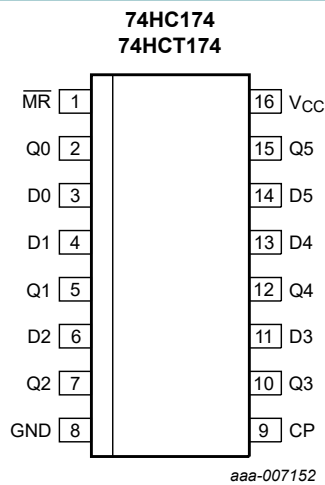 74HC174
74HCT174
M̅R̅ 1
16 VCC
Q0 2
15 Q5
D0 3
14 D5
D1 4
13 D4
Q1 5
12 Q4
D2 6
11 D3
Q2 7
10 Q3
GND 8
9 CP
aaa-007152